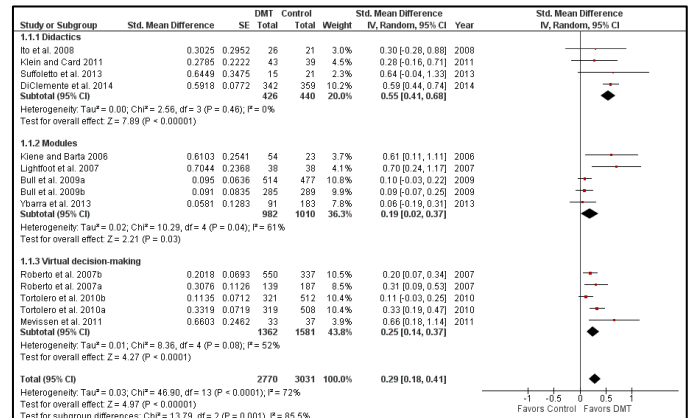 DMT Control Std. Mean Difference Std. Mean Difference
Study or Subgroup Std. Mean Difference SE Total Total Weight IV, Random, 95% CI Year IV, Random, 95% CI
1.1.1 Didactics
Ito et al. 2008 0.3025 0.2952 26 21 3.0% 0.30 [-0.28, 0.88] 2008
Klein and Card 2011 0.2785 0.2222 43 39 4.5% 0.28 [-0.16, 0.71] 2011
Suffoletto et al. 2013 0.6449 0.3475 15 21 2.3% 0.64 [-0.04, 1.33] 2013
DiClemente et al. 2014 0.5918 0.0772 342 359 10.2% 0.59 [0.44, 0.74] 2014
Subtotal (95% CI) 426 440 20.0% 0.55 [0.41, 0.68]
Heterogeneity: Tau² = 0.00; Chi² = 2.56, df = 3 (P = 0.46); I² = 0%
Test for overall effect: Z = 7.89 (P < 0.00001)
1.1.2 Modules
Kiene and Barta 2006 0.6103 0.2541 54 23 3.7% 0.61 [0.11, 1.11] 2006
Lightfoot et al. 2007 0.7044 0.2368 38 38 4.1% 0.70 [0.24, 1.17] 2007
Bull et al. 2009a 0.095 0.0636 514 477 10.8% 0.10 [-0.03, 0.22] 2009
Bull et al. 2009b 0.091 0.0835 285 289 9.9% 0.09 [-0.07, 0.25] 2009
Ybarra et al. 2013 0.0581 0.1283 91 183 7.8% 0.06 [-0.19, 0.31] 2013
Subtotal (95% CI) 982 1010 36.3% 0.19 [0.02, 0.37]
Heterogeneity: Tau² = 0.02; Chi² = 10.29, df = 4 (P = 0.04); I² = 61%
Test for overall effect: Z = 2.21 (P = 0.03)
1.1.3 Virtual decision-making
Roberto et al. 2007b 0.2018 0.0693 550 337 10.5% 0.20 [0.07, 0.34] 2007
Roberto et al. 2007a 0.3076 0.1126 139 187 8.5% 0.31 [0.09, 0.53] 2007
Tortolero et al. 2010b 0.1135 0.0712 321 512 10.4% 0.11 [-0.03, 0.25] 2010
Tortolero et al. 2010a 0.3319 0.0719 319 508 10.4% 0.33 [0.19, 0.47] 2010
Mevissen et al. 2011 0.6603 0.2462 33 37 3.9% 0.66 [0.18, 1.14] 2011
Subtotal (95% CI) 1362 1581 43.8% 0.25 [0.14, 0.37]
Heterogeneity: Tau² = 0.01; Chi² = 8.36, df = 4 (P = 0.08); I² = 52%
Test for overall effect: Z = 4.27 (P < 0.0001)
Total (95% CI) 2770 3031 100.0% 0.29 [0.18, 0.41]
Heterogeneity: Tau² = 0.03; Chi² = 46.90, df = 13 (P < 0.0001); I² = 72%
Test for overall effect: Z = 4.97 (P < 0.00001)
Test for subgroup differences: Chi² = 13.79, df = 2 (P = 0.001), I² = 85.5%
-1 -0.5 0 0.5 1
Favors Control Favors DMT